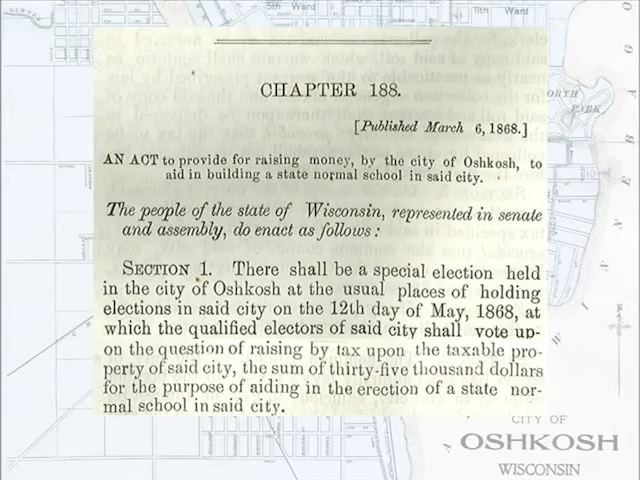 5th Ward
11th Ward
CHAPTER 188.
[Published March 6, 1868.]
AN ACT to provide for raising money, by the city of Oshkosh, to
aid in building a state normal school in said city.
The people of the state of Wisconsin, represented in senate
and assembly, do enact as follows:
SECTION 1. There shall be a special election held
in the city of Oshkosh at the usual places of holding
elections in said city on the 12th day of May, 1868, at
which the qualified electors of said city shall vote up-
on the question of raising by tax upon the taxable pro-
perty of said city, the sum of thirty-five thousand dollars
for the purpose of aiding in the erection of a state nor-
mal school in said city.
PARK
CITY OF
OSHKOSH
WISCONSIN